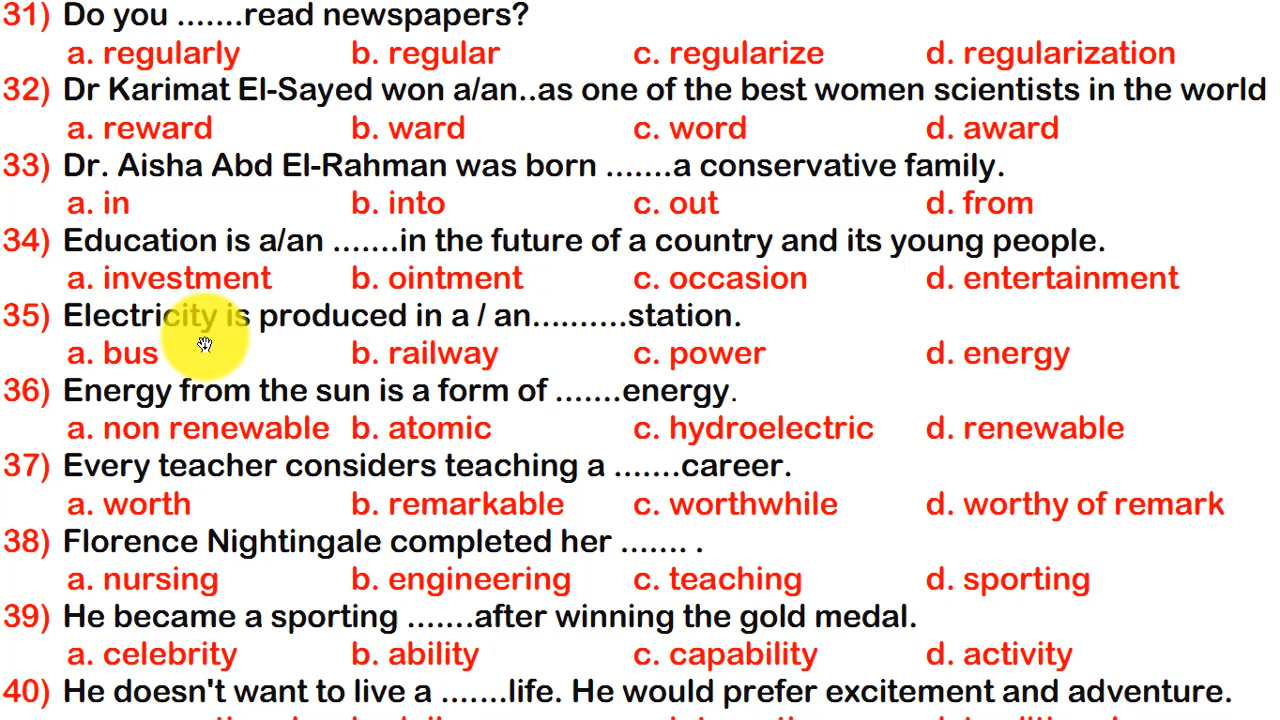 31) Do you .......read newspapers?
a. regularly b. regular c. regularize d. regularization
32) Dr Karimat El-Sayed won a/an..as one of the best women scientists in the world
a. reward b. ward c. word d. award
33) Dr. Aisha Abd El-Rahman was born .......a conservative family.
a. in b. into c. out d. from
34) Education is a/an .......in the future of a country and its young people.
a. investment b. ointment c. occasion d. entertainment
35) Electricity is produced in a / an..........station.
a. bus b. railway c. power d. energy
36) Energy from the sun is a form of .......energy.
a. non renewable b. atomic c. hydroelectric d. renewable
37) Every teacher considers teaching a .......career.
a. worth b. remarkable c. worthwhile d. worthy of remark
38) Florence Nightingale completed her ....... .
a. nursing b. engineering c. teaching d. sporting
39) He became a sporting .......after winning the gold medal.
a. celebrity b. ability c. capability d. activity
40) He doesn't want to live a .......life. He would prefer excitement and adventure.